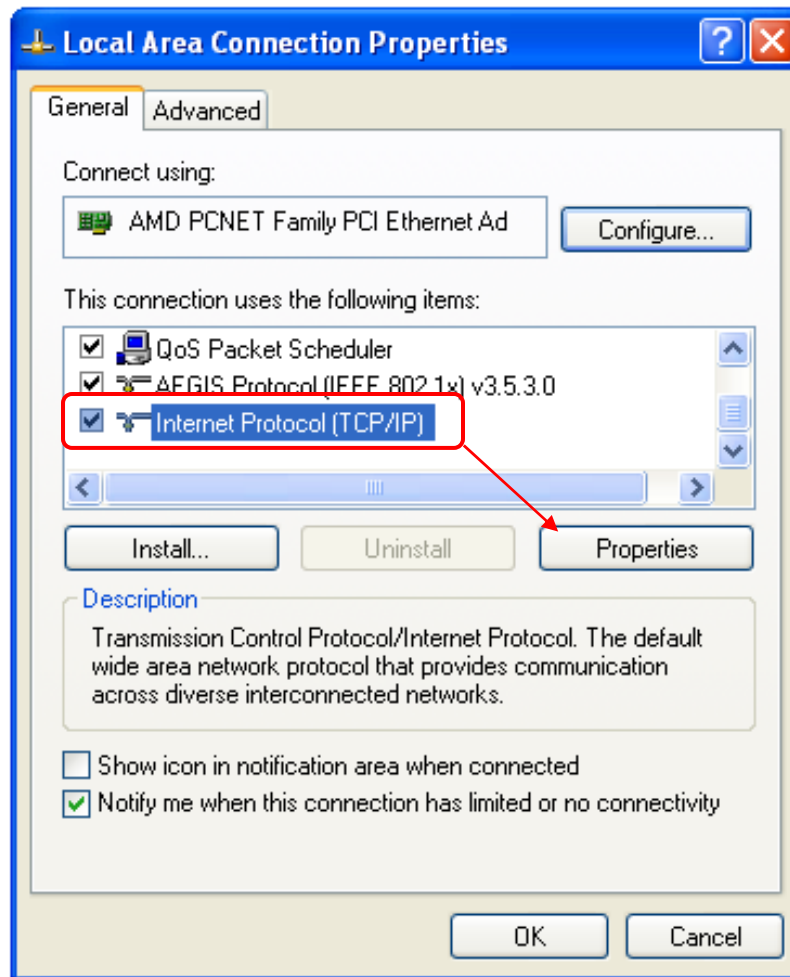 Local Area Connection Properties
General
Advanced
Connect using:
AMD PCNET Family PCI Ethernet Ad
Configure...
This connection uses the following items:
QoS Packet Scheduler
AEGIS Protocol (IEEE 802.1x) v3.5.3.0
Internet Protocol (TCP/IP)
Install...
Uninstall
Properties
Description
Transmission Control Protocol/Internet Protocol. The default
wide area network protocol that provides communication
across diverse interconnected networks.
Show icon in notification area when connected
Notify me when this connection has limited or no connectivity
OK
Cancel